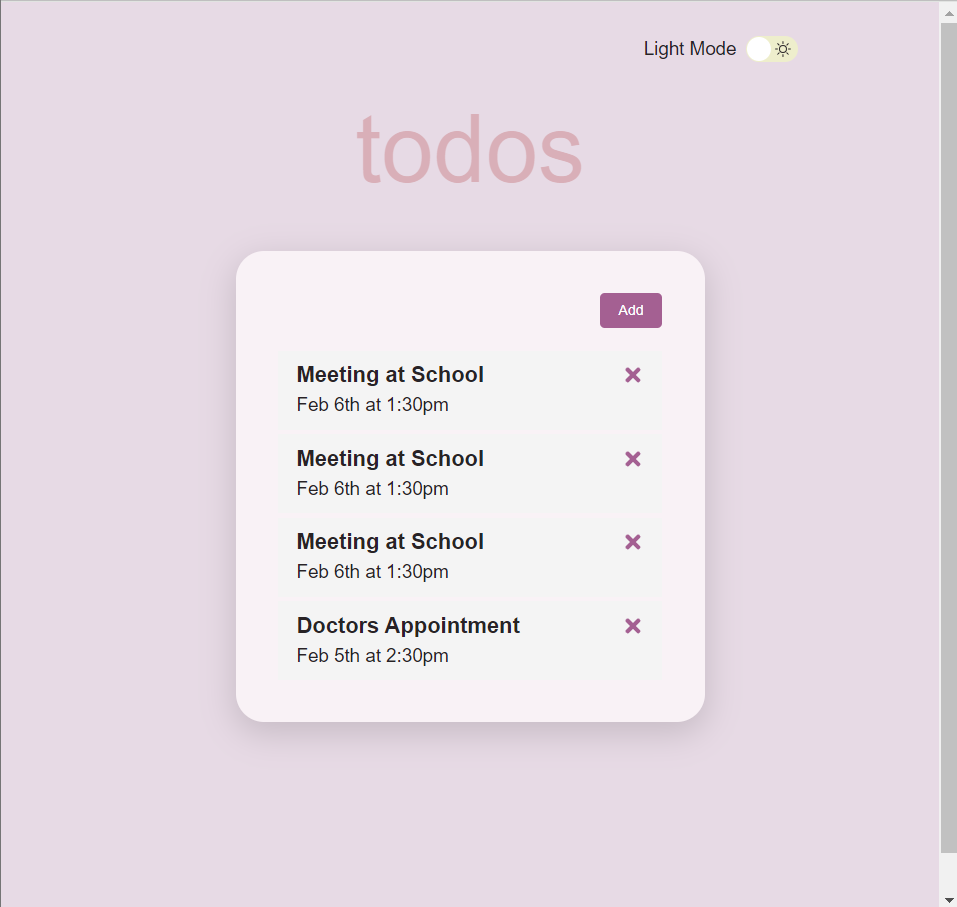 Light Mode
todos
Add
Meeting at School
Feb 6th at 1:30pm
Meeting at School
Feb 6th at 1:30pm
Meeting at School
Feb 6th at 1:30pm
Doctors Appointment
Feb 5th at 2:30pm